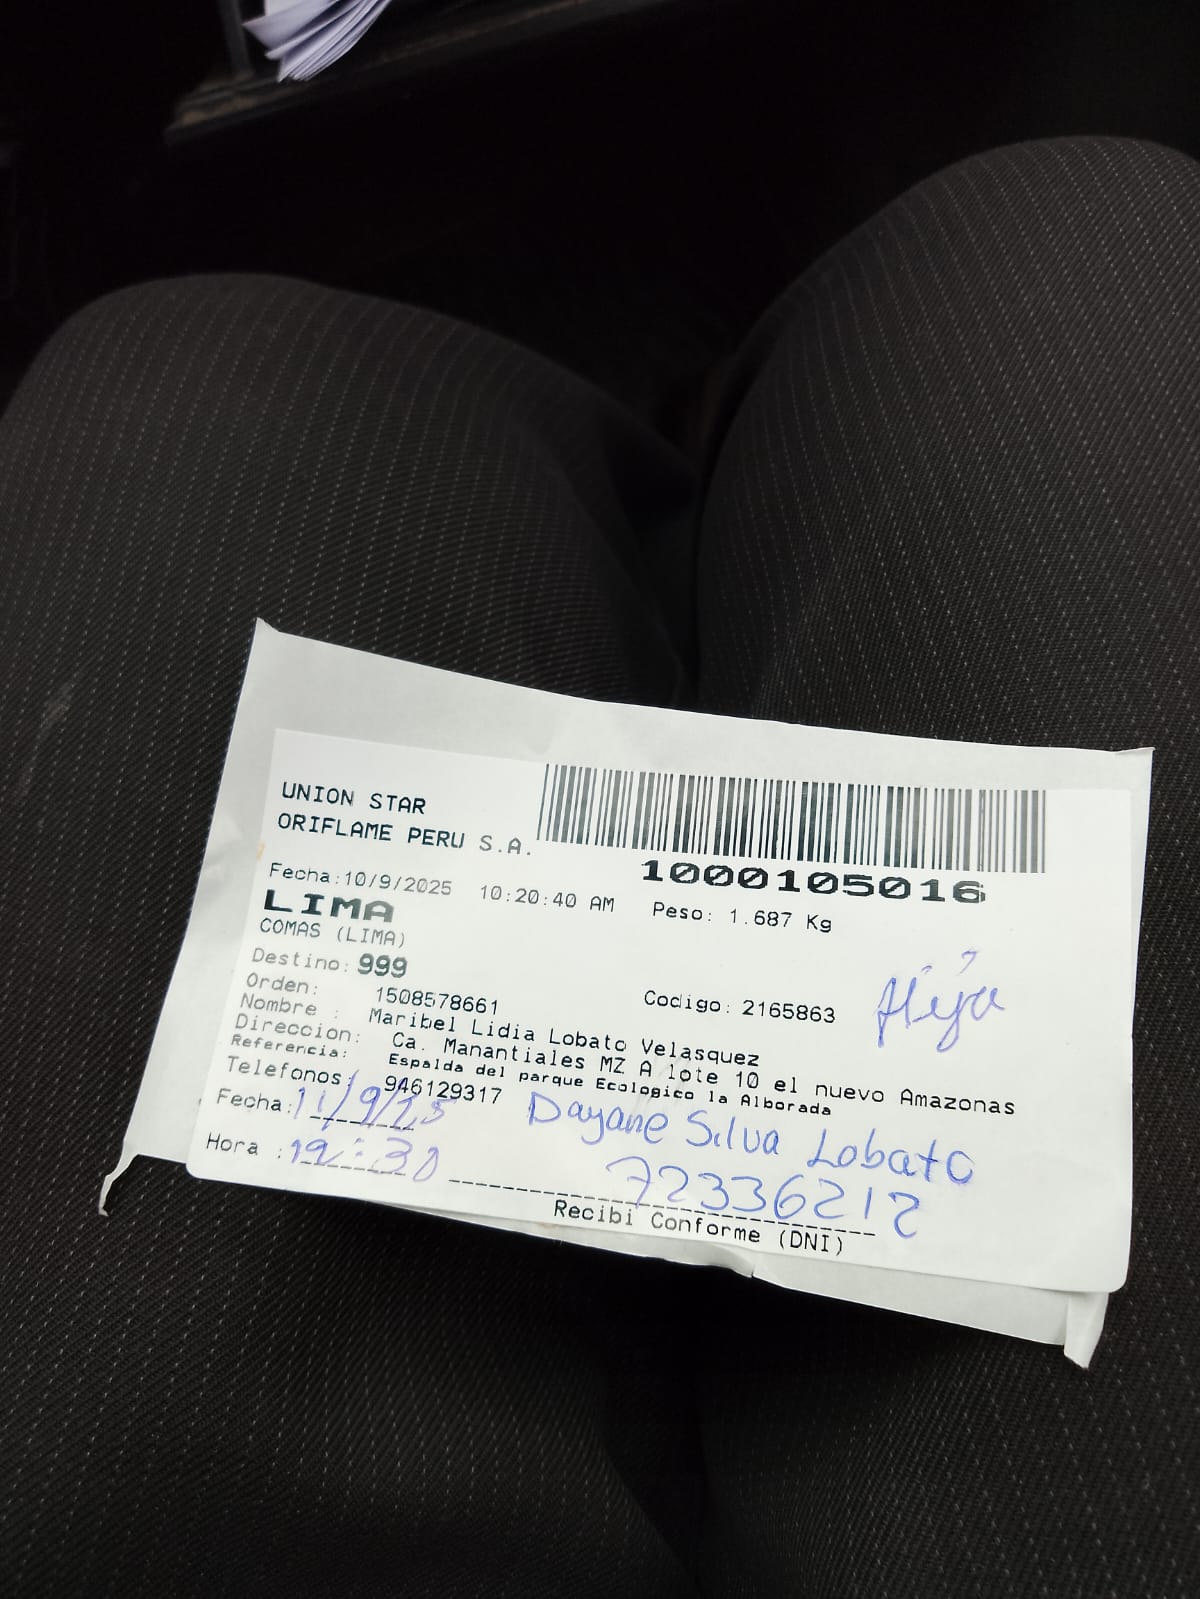 UNION STAR
ORIFLAME PERU S.A.
1000105016
Fecha:10/9/2025 10:20:40 AM Peso: 1.687 Kg
LIMA
COMAS (LIMA)
Destino: 999
Orden: 1508578661 Codigo: 2165863 Hija
Nombre : Maribel Lidia Lobato Velasquez
Direccion: Ca. Manantiales MZ A lote 10 el nuevo Amazonas
Referencia: Espalda del parque Ecologico la Alborada
Telefonos: 946129317
Fecha: 11/9/25 Dayane Silva Lobato
Hora : 12:30 72336212
Recibi Conforme (DNI)